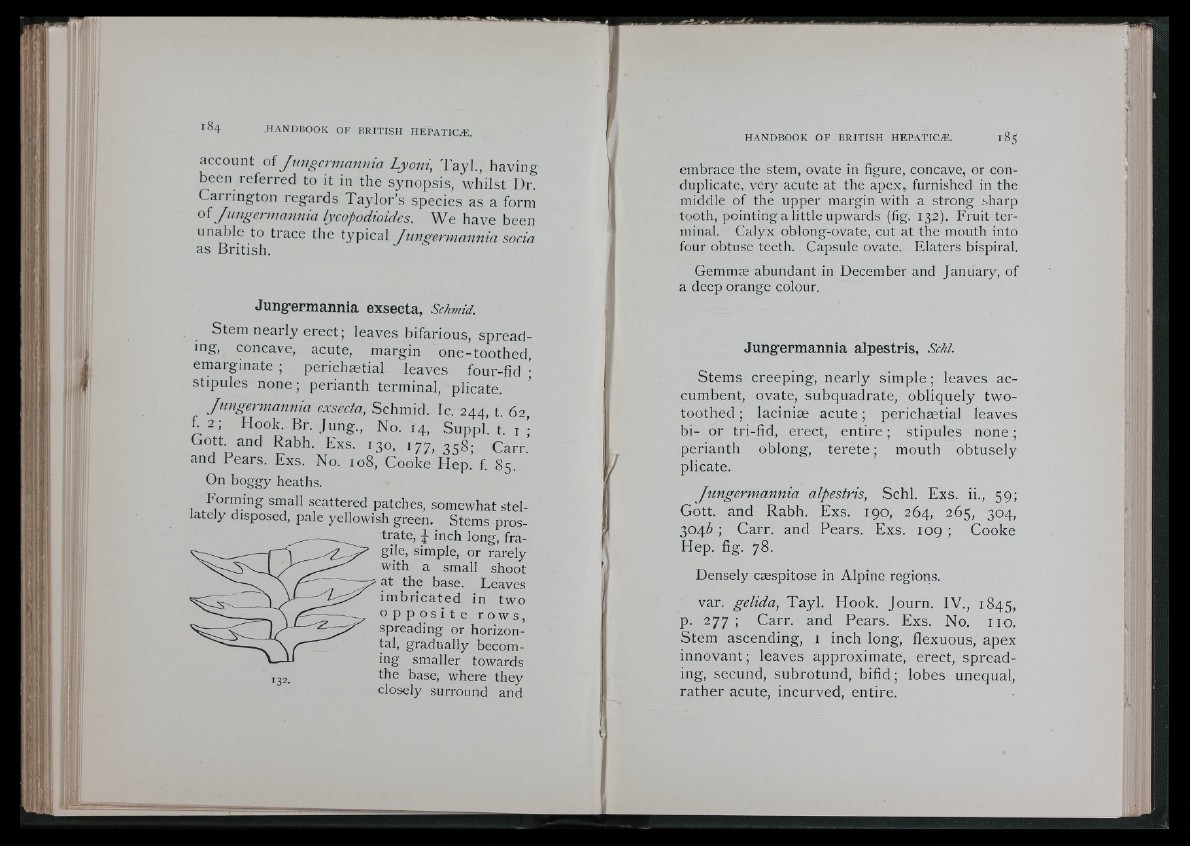 184 HANDBOOK OF BRITISH HEPATICÆ.
account of Jungermannia Lyoni, Tayl., having
been referred to it in the synopsis, whilst Dr.
Carrington regards Taylor's species as a form
of Jungermannia lycopodioides. We have been
unable to trace the typical Jungermannia socia
as British.
Jungermannia exsecta, Schmid.
Stem nearly erect; leaves bifarious, spread-
ing, concave, acute, margin one-toothed,
emarginate; perichætial leaves four-fid;
stipules none; perianth terminal, plicate.
Jungermannia exsecta, Schmid. Ic. 244, t. 62,
f. 2; Hook. Br. Jung., No. 14, Suppl. t. 1;
Gott. and Rabh. Exs. 130, 177, 358; Carr.
and Pears. Exs. No. 108, Cooke Hep. f. 85.
On boggy heaths.
Forming small scattered patches, somewhat stel-
lately disposed, pale yellowish green. Stems pros-
trate, ¼ inch long, fra-
gile, simple, or rarely
with a small shoot
at the base. Leaves
imbricated in two
opposite rows,
spreading or horizon-
tal, gradually becom-
ing smaller towards
the base, where they
closely surround and
132.
HANDBOOK OF BRITISH HEPATICÆ. 185
embrace the stem, ovate in figure, concave, or con-
duplicate, very acute at the apex, furnished in the
middle of the upper margin with a strong sharp
tooth, pointing a little upwards (fig. 132). Fruit ter-
minal. Calyx oblong-ovate, cut at the mouth into
four obtuse teeth. Capsule ovate. Elaters bispiral.
Gemmæ abundant in December and January, of
a deep orange colour.
Jungermannia alpestris, Schl.
Stems creeping, nearly simple; leaves ac-
cumbent, ovate, subquadrate, obliquely two-
toothed; laciniæ acute; perichætial leaves
bi- or tri-fid, erect, entire; stipules none;
perianth oblong, terete; mouth obtusely
plicate.
Jungermannia alpestris, Schl. Exs. ii., 59;
Gott. and Rabh. Exs. 190, 264, 265, 304,
304b; Carr. and Pears. Exs. 109; Cooke
Hep. fig. 78.
Densely cæspitose in Alpine regions.
var. gelida, Tayl. Hook. Journ. IV., 1845,
p. 277; Carr. and Pears. Exs. No. 110.
Stem ascending, 1 inch long, flexuous, apex
innovant; leaves approximate, erect, spread-
ing, secund, subrotund, bifid; lobes unequal,
rather acute, incurved, entire.